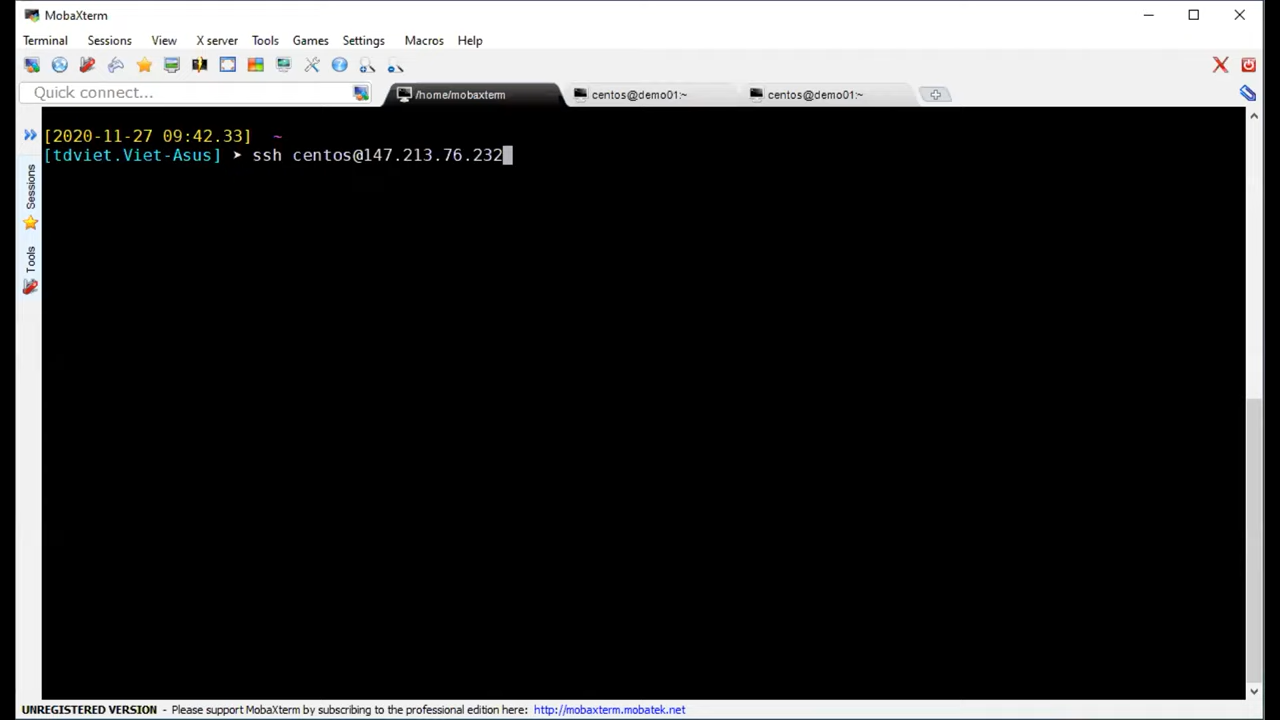 MobaXterm
Terminal Sessions View X server Tools Games Settings Macros Help
Quick connect...
/home/mobaxterm
centos@demo01:~
centos@demo01:~
Sessions
Tools
[2020-11-27 09:42.33] ~
[tdviet.Viet-Asus] ➤ ssh centos@147.213.76.232
UNREGISTERED VERSION - Please support MobaXterm by subscribing to the professional edition here: http://mobaxterm.mobatek.net